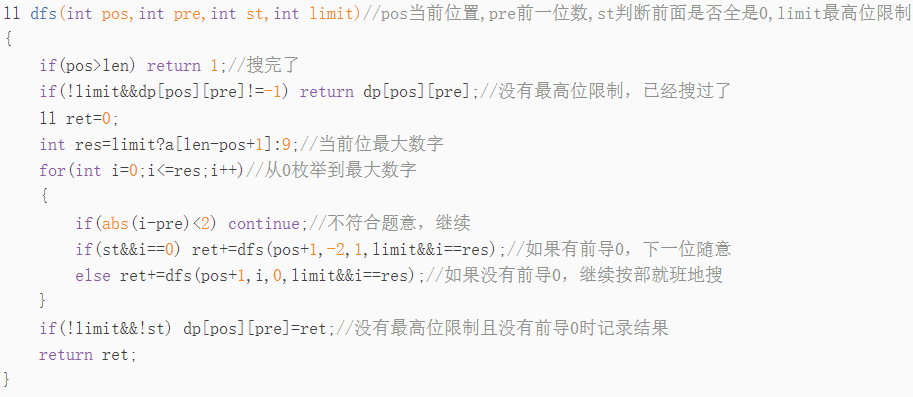 ll dfs(int pos,int pre,int st,int limit)//pos当前位置,pre前一位数,st判断前面是否全是0,limit最高位限制
{
    if(pos>len) return 1;//搜完了
    if(!limit&&dp[pos][pre]!=-1) return dp[pos][pre];//没有最高位限制，已经搜过了
    ll ret=0;
    int res=limit?a[len-pos+1]:9;//当前位最大数字
    for(int i=0;i<=res;i++)//从0枚举到最大数字
    {
        if(abs(i-pre)<2) continue;//不符合题意，继续
        if(st&&i==0) ret+=dfs(pos+1,-2,1,limit&&i==res);//如果有前导0，下一位随意
        else ret+=dfs(pos+1,i,0,limit&&i==res);//如果没有前导0，继续按部就班地搜
    }
    if(!limit&&!st) dp[pos][pre]=ret;//没有最高位限制且没有前导0时记录结果
    return ret;
}